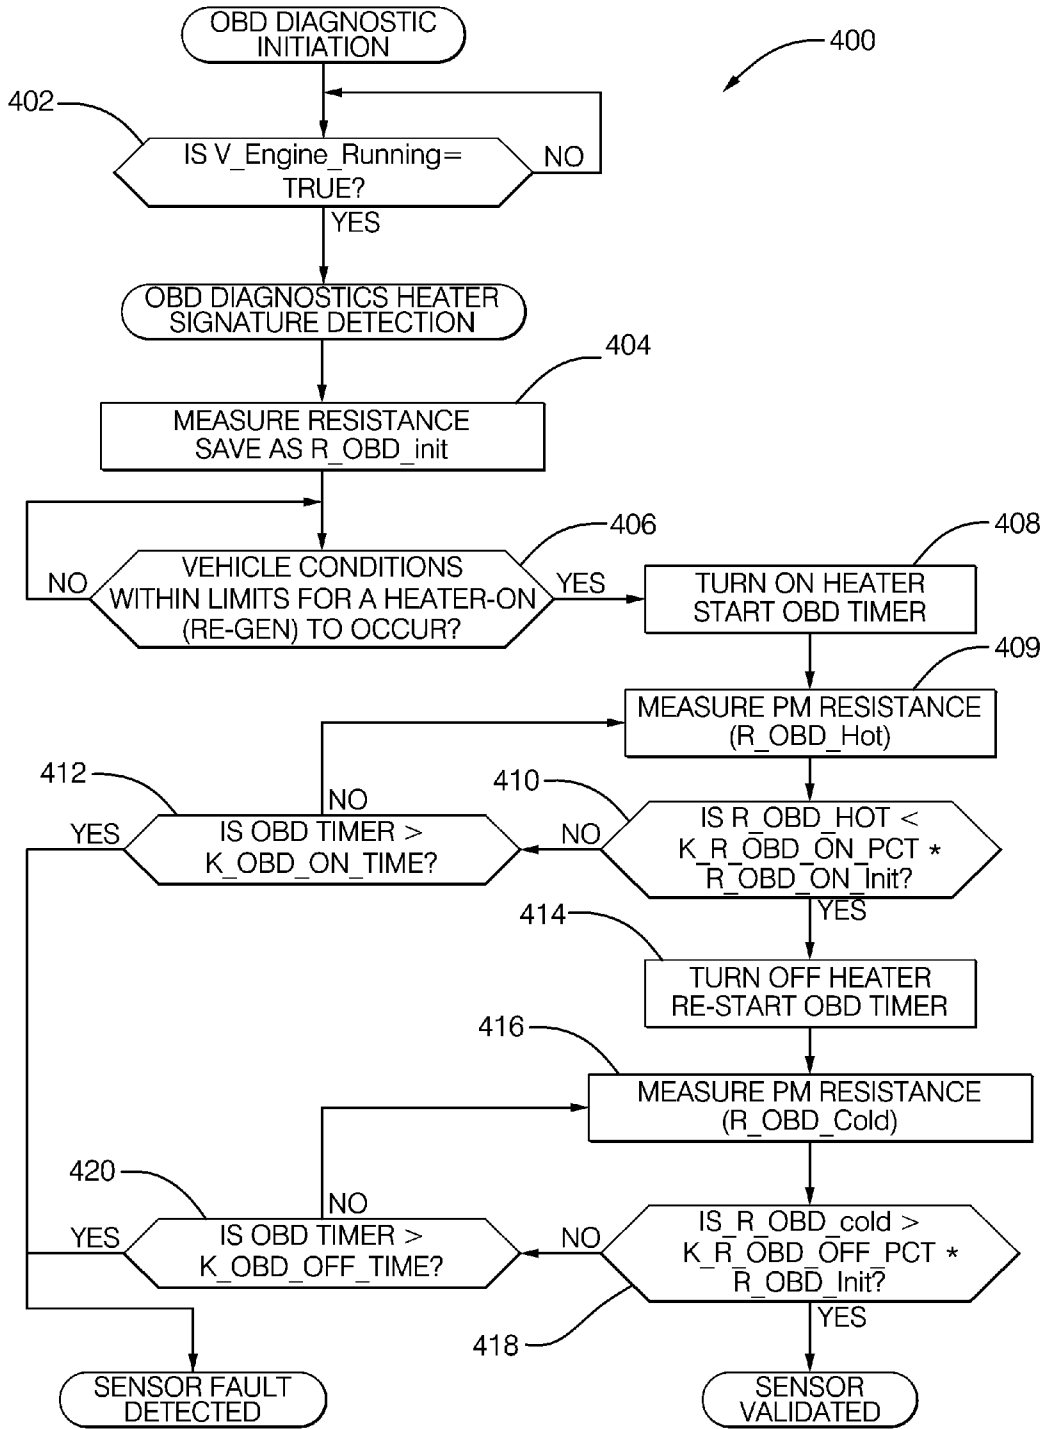 OBD DIAGNOSTIC
INITIATION
400
402
IS V_Engine_Running=
TRUE?
NO
YES
OBD DIAGNOSTICS HEATER
SIGNATURE DETECTION
404
MEASURE RESISTANCE
SAVE AS R_OBD_init
406
VEHICLE CONDITIONS
WITHIN LIMITS FOR A HEATER-ON
(RE-GEN) TO OCCUR?
NO
YES
408
TURN ON HEATER
START OBD TIMER
409
MEASURE PM RESISTANCE
(R_OBD_Hot)
410
IS R_OBD_HOT <
K_R_OBD_ON_PCT *
R_OBD_ON_Init?
NO
YES
412
IS OBD TIMER >
K_OBD_ON_TIME?
NO
YES
414
TURN OFF HEATER
RE-START OBD TIMER
416
MEASURE PM RESISTANCE
(R_OBD_Cold)
418
IS_R_OBD_cold >
K_R_OBD_OFF_PCT *
R_OBD_Init?
NO
YES
420
IS OBD TIMER >
K_OBD_OFF_TIME?
NO
YES
SENSOR FAULT
DETECTED
SENSOR
VALIDATED